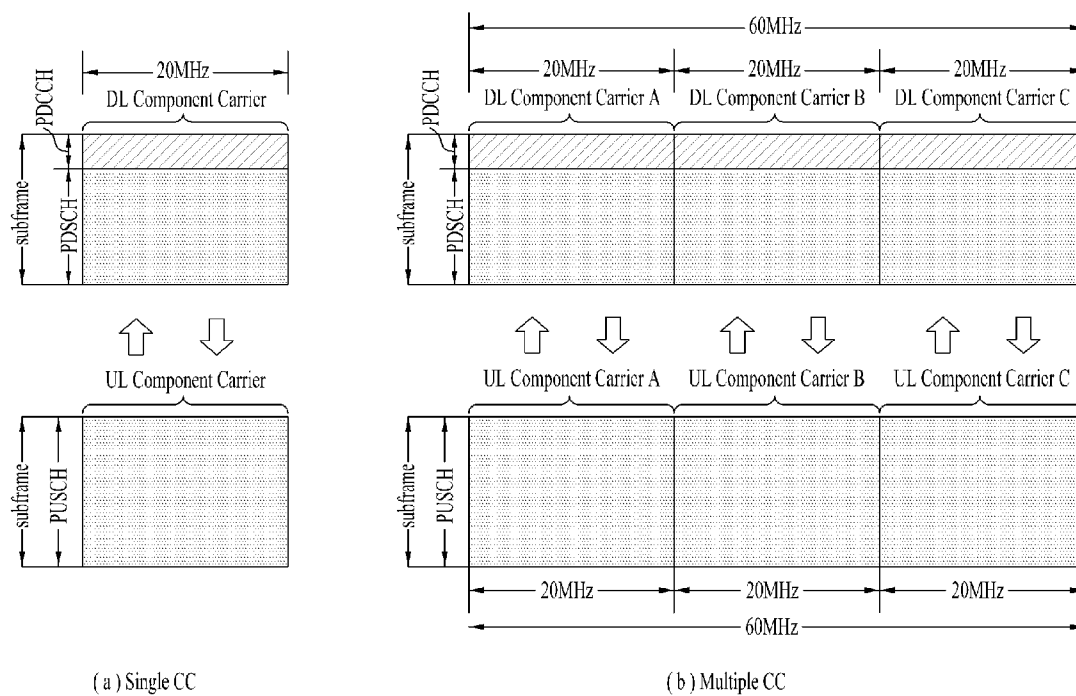 60MHz
20MHz
20MHz
20MHz
20MHz
DL Component Carrier
DL Component Carrier A
DL Component Carrier B
DL Component Carrier C
PDCCH
PDSCH
subframe
PDCCH
PDSCH
subframe
UL Component Carrier
UL Component Carrier A
UL Component Carrier B
UL Component Carrier C
subframe
PUSCH
subframe
PUSCH
20MHz
20MHz
20MHz
60MHz
( a ) Single CC
( b ) Multiple CC